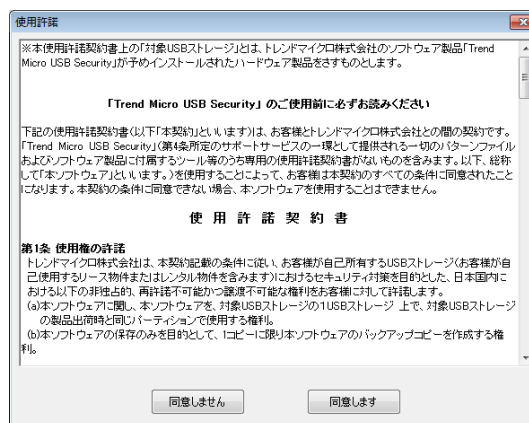 使用許諾
※本使用許諾契約書上の「対象USBストレージ」とは、トレンドマイクロ株式会社のソフトウェア製品「Trend
Micro USB Security」が予めインストールされたハードウェア製品をさすものとします。
「Trend Micro USB Security」 のご使用前に必ずお読みください
下記の使用許諾契約書(以下「本契約」といいます)は、お客様とトレンドマイクロ株式会社との間の契約です。
「Trend Micro USB Security」(第4条所定のサポートサービスの一環として提供される一切のパターンファイル
およびソフトウェア製品に付属するツール等のうち専用の使用許諾契約書がないものを含みます。以下、総称
して「本ソフトウェア」といいます。)を使用することによって、お客様は本契約のすべての条件に同意されたこと
になります。本契約の条件に同意できない場合、本ソフトウェアを使用することはできません。
使 用 許 諾 契 約 書
第1条 使用権の許諾
トレンドマイクロ株式会社は、本契約記載の条件に従い、お客様が自己所有するUSBストレージ(お客様が自
己使用するリース物件またはレンタル物件を含みます)におけるセキュリティ対策を目的とした、日本国内に
おける以下の非独占的、再許諾不可能かつ譲渡不可能な権利をお客様に対して許諾します。
(a)本ソフトウェアに関し、本ソフトウェアを、対象USBストレージの1USBストレージ 上で、対象USBストレージ
の製品出荷時と同じパーティションで使用する権利。
(b)本ソフトウェアの保存のみを目的として、1コピーに限り本ソフトウェアのバックアップコピーを作成する権
利。
同意しません
同意します